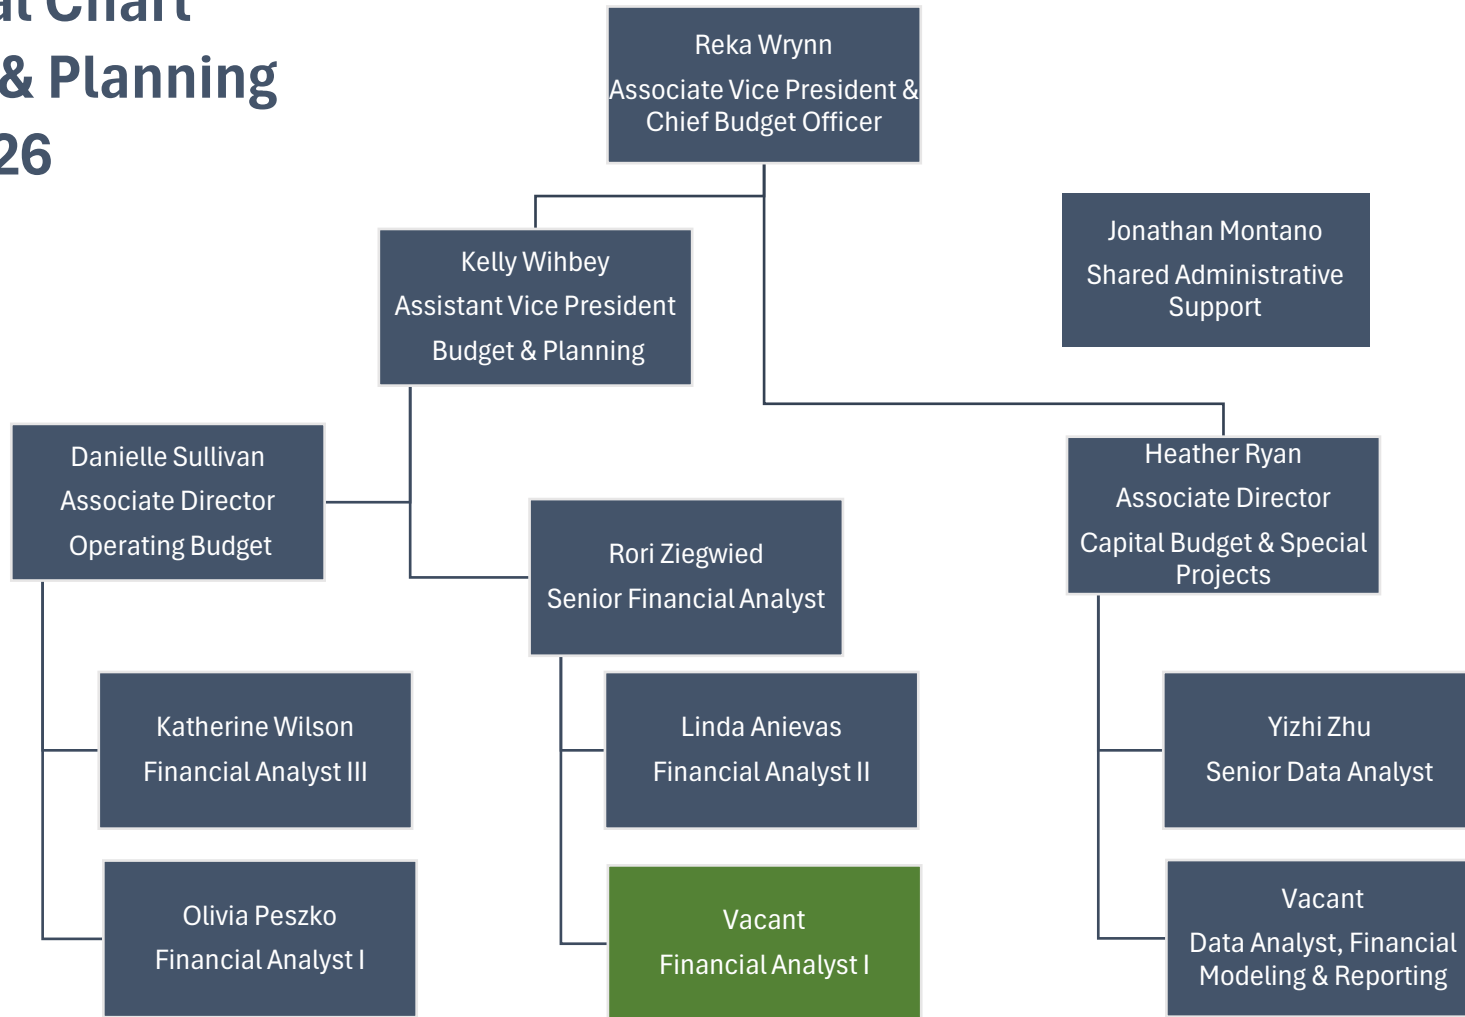 Chart
& Planning
26
Reka Wrynn
Associate Vice President &
Chief Budget Officer
Jonathan Montano
Shared Administrative
Support
Kelly Wihbey
Assistant Vice President
Budget & Planning
Danielle Sullivan
Associate Director
Operating Budget
Rori Ziegwied
Senior Financial Analyst
Heather Ryan
Associate Director
Capital Budget & Special
Projects
Katherine Wilson
Financial Analyst III
Linda Anievas
Financial Analyst II
Yizhi Zhu
Senior Data Analyst
Olivia Peszko
Financial Analyst I
Vacant
Financial Analyst I
Vacant
Data Analyst, Financial
Modeling & Reporting